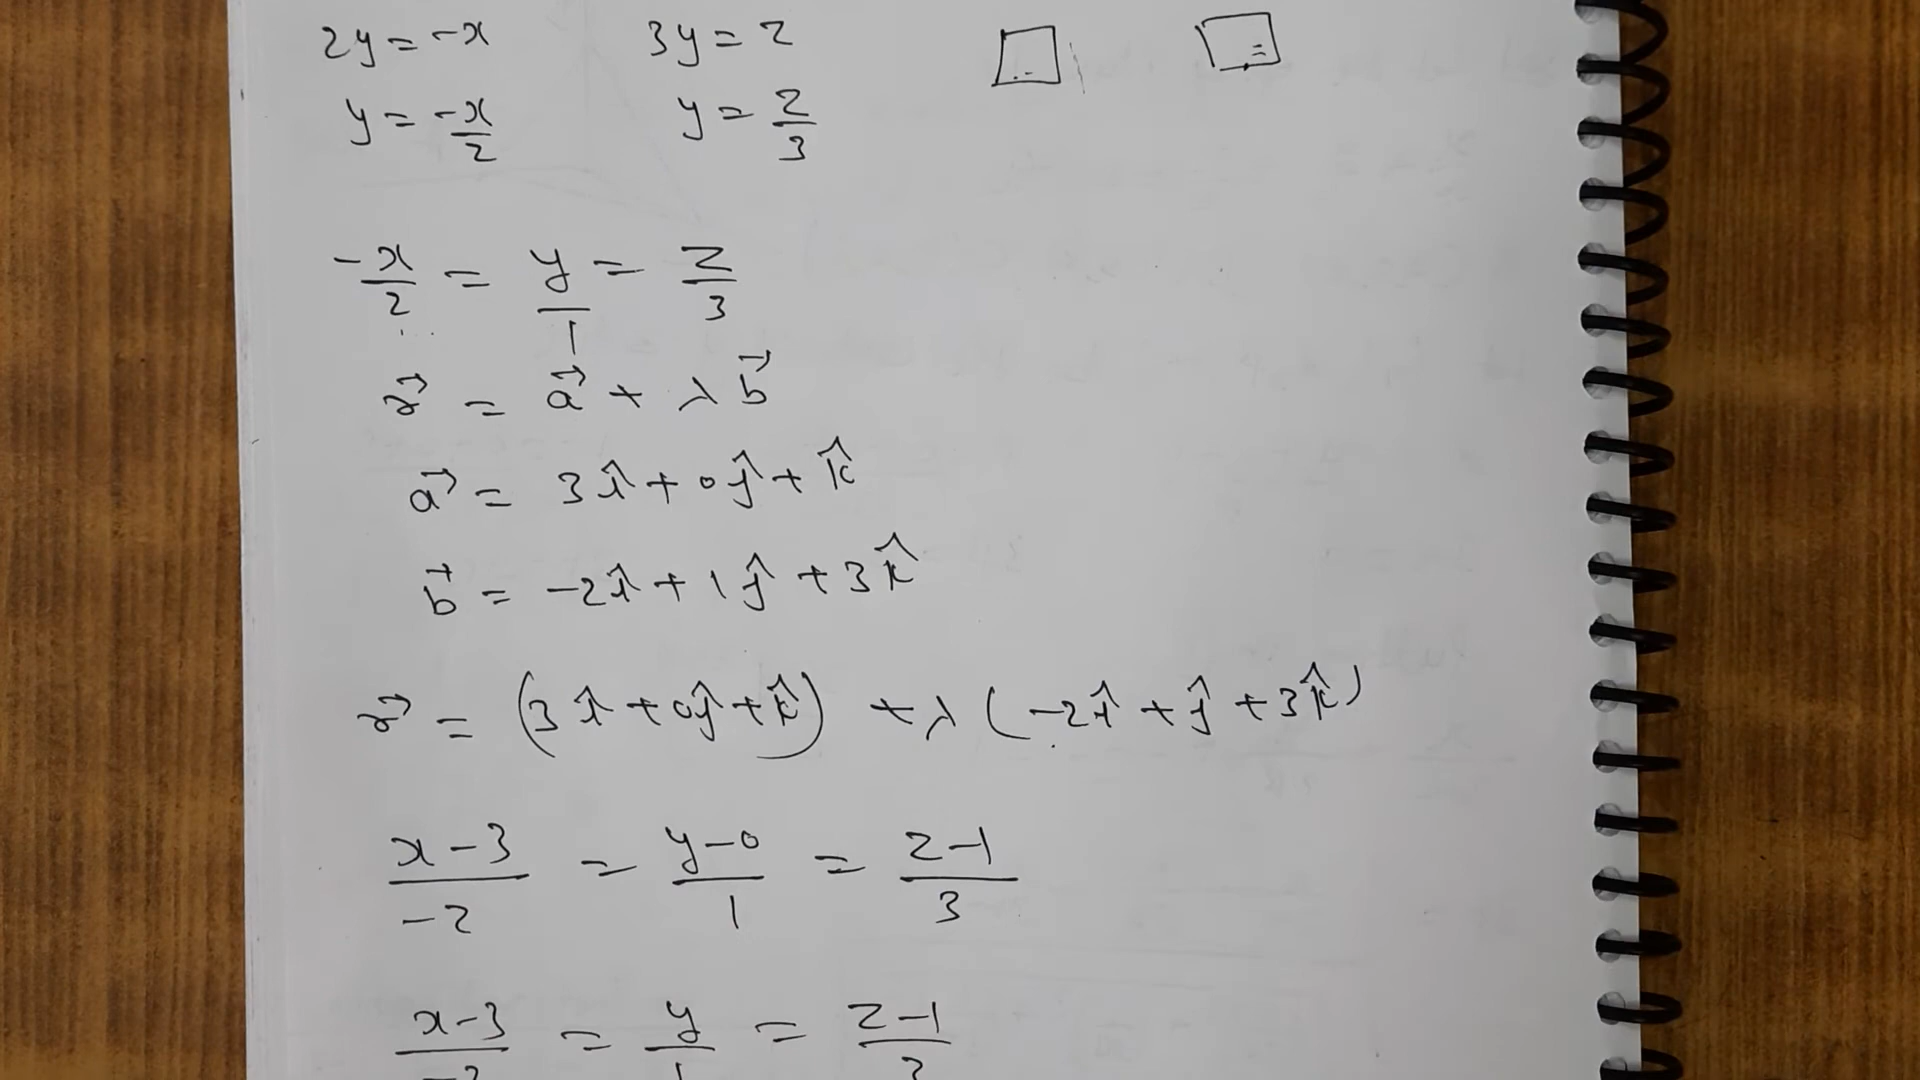 2y = -x 3y = z
y = -x/2 y = z/3
-x/2 = y/1 = z/3
r⃗ = a⃗ + λb⃗
a⃗ = 3î + 0ĵ + k̂
b⃗ = -2î + 1ĵ + 3k̂
r⃗ = (3î + 0ĵ + k̂) + λ(-2î + ĵ + 3k̂)
x-3/-2 = y-0/1 = z-1/3
x-3/-2 = y/1 = z-1/3